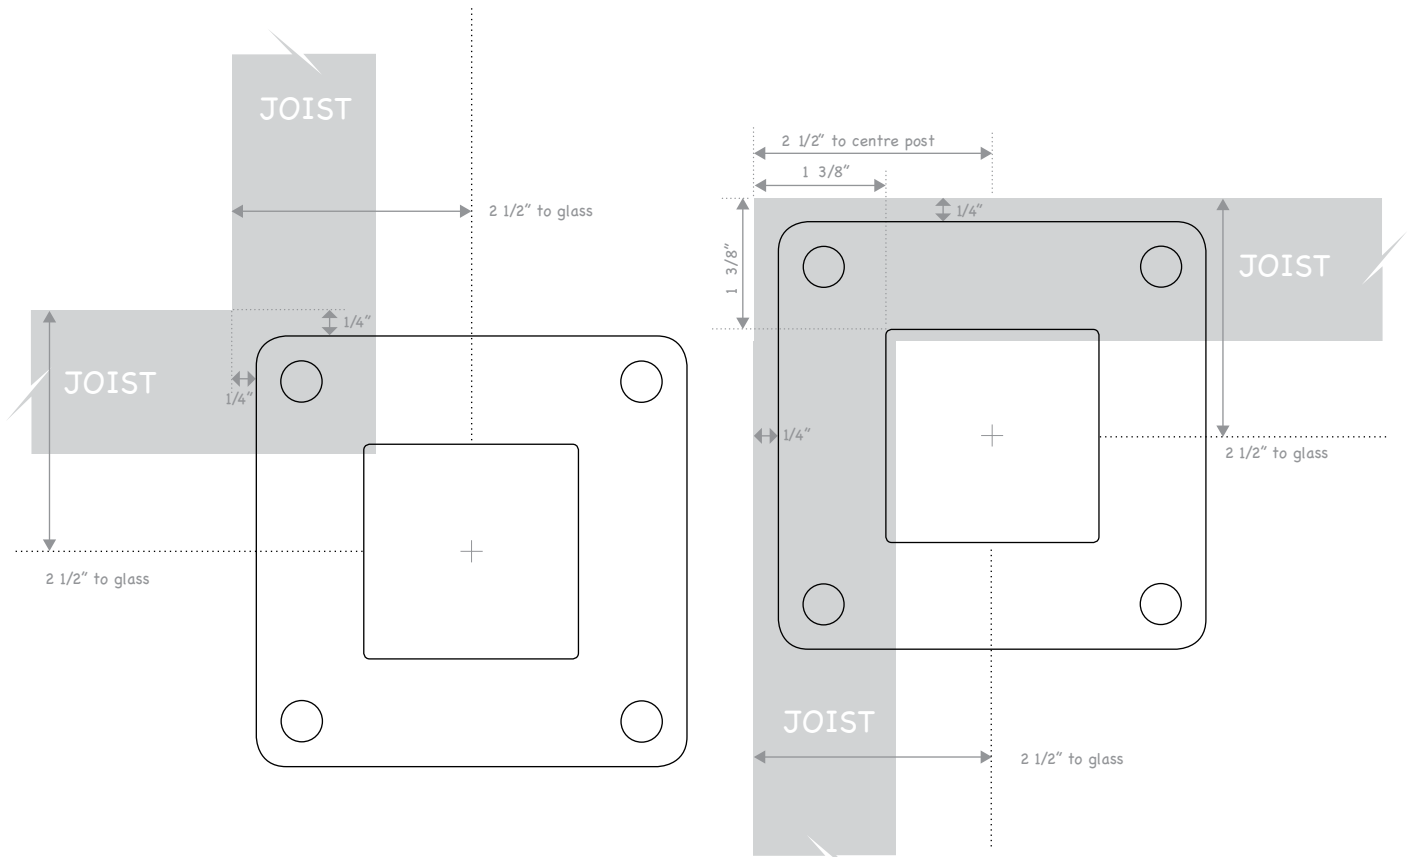 JOIST
2 1/2" to glass
1/4"
JOIST
1/4"
2 1/2" to glass
2 1/2" to centre post
1 3/8"
1/4"
1 3/8"
JOIST
1/4"
2 1/2" to glass
JOIST
2 1/2" to glass